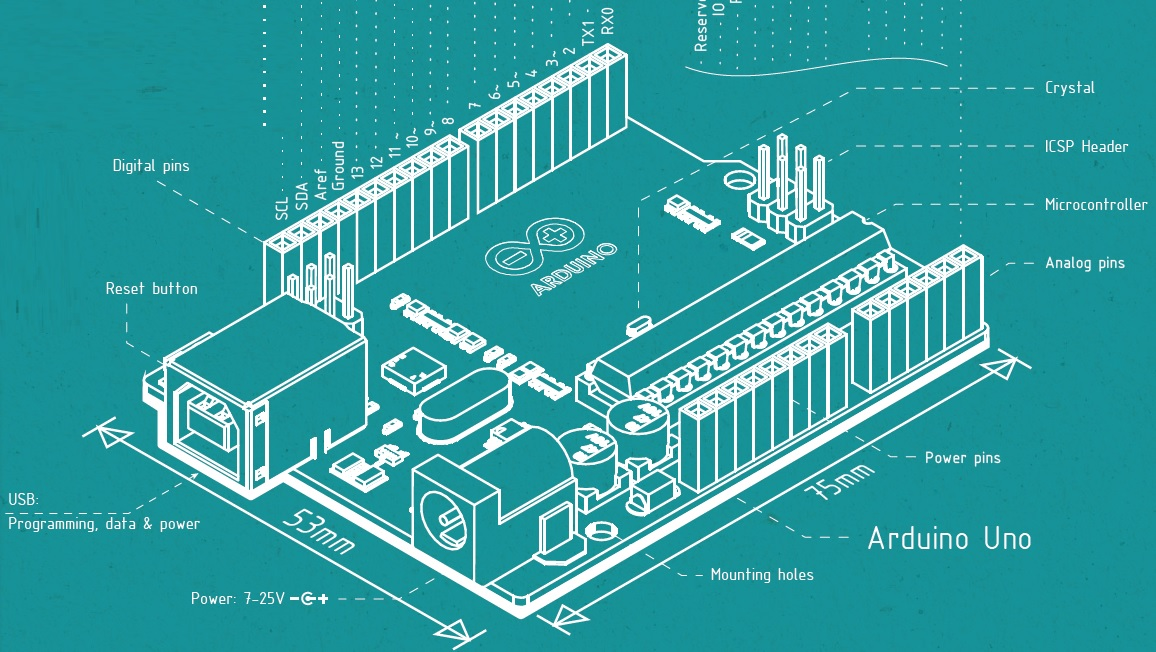 Reserv
IO
RX0
TX1
2
3~
4
5~
6~
7
8
9~
10~
11~
12
13
Ground
Aref
SDA
SCL
Crystal
ICSP Header
Microcontroller
Analog pins
Digital pins
Reset button
ARDUINO
USB:
Programming, data & power
53mm
75mm
Power pins
Arduino Uno
Mounting holes
Power: 7-25V